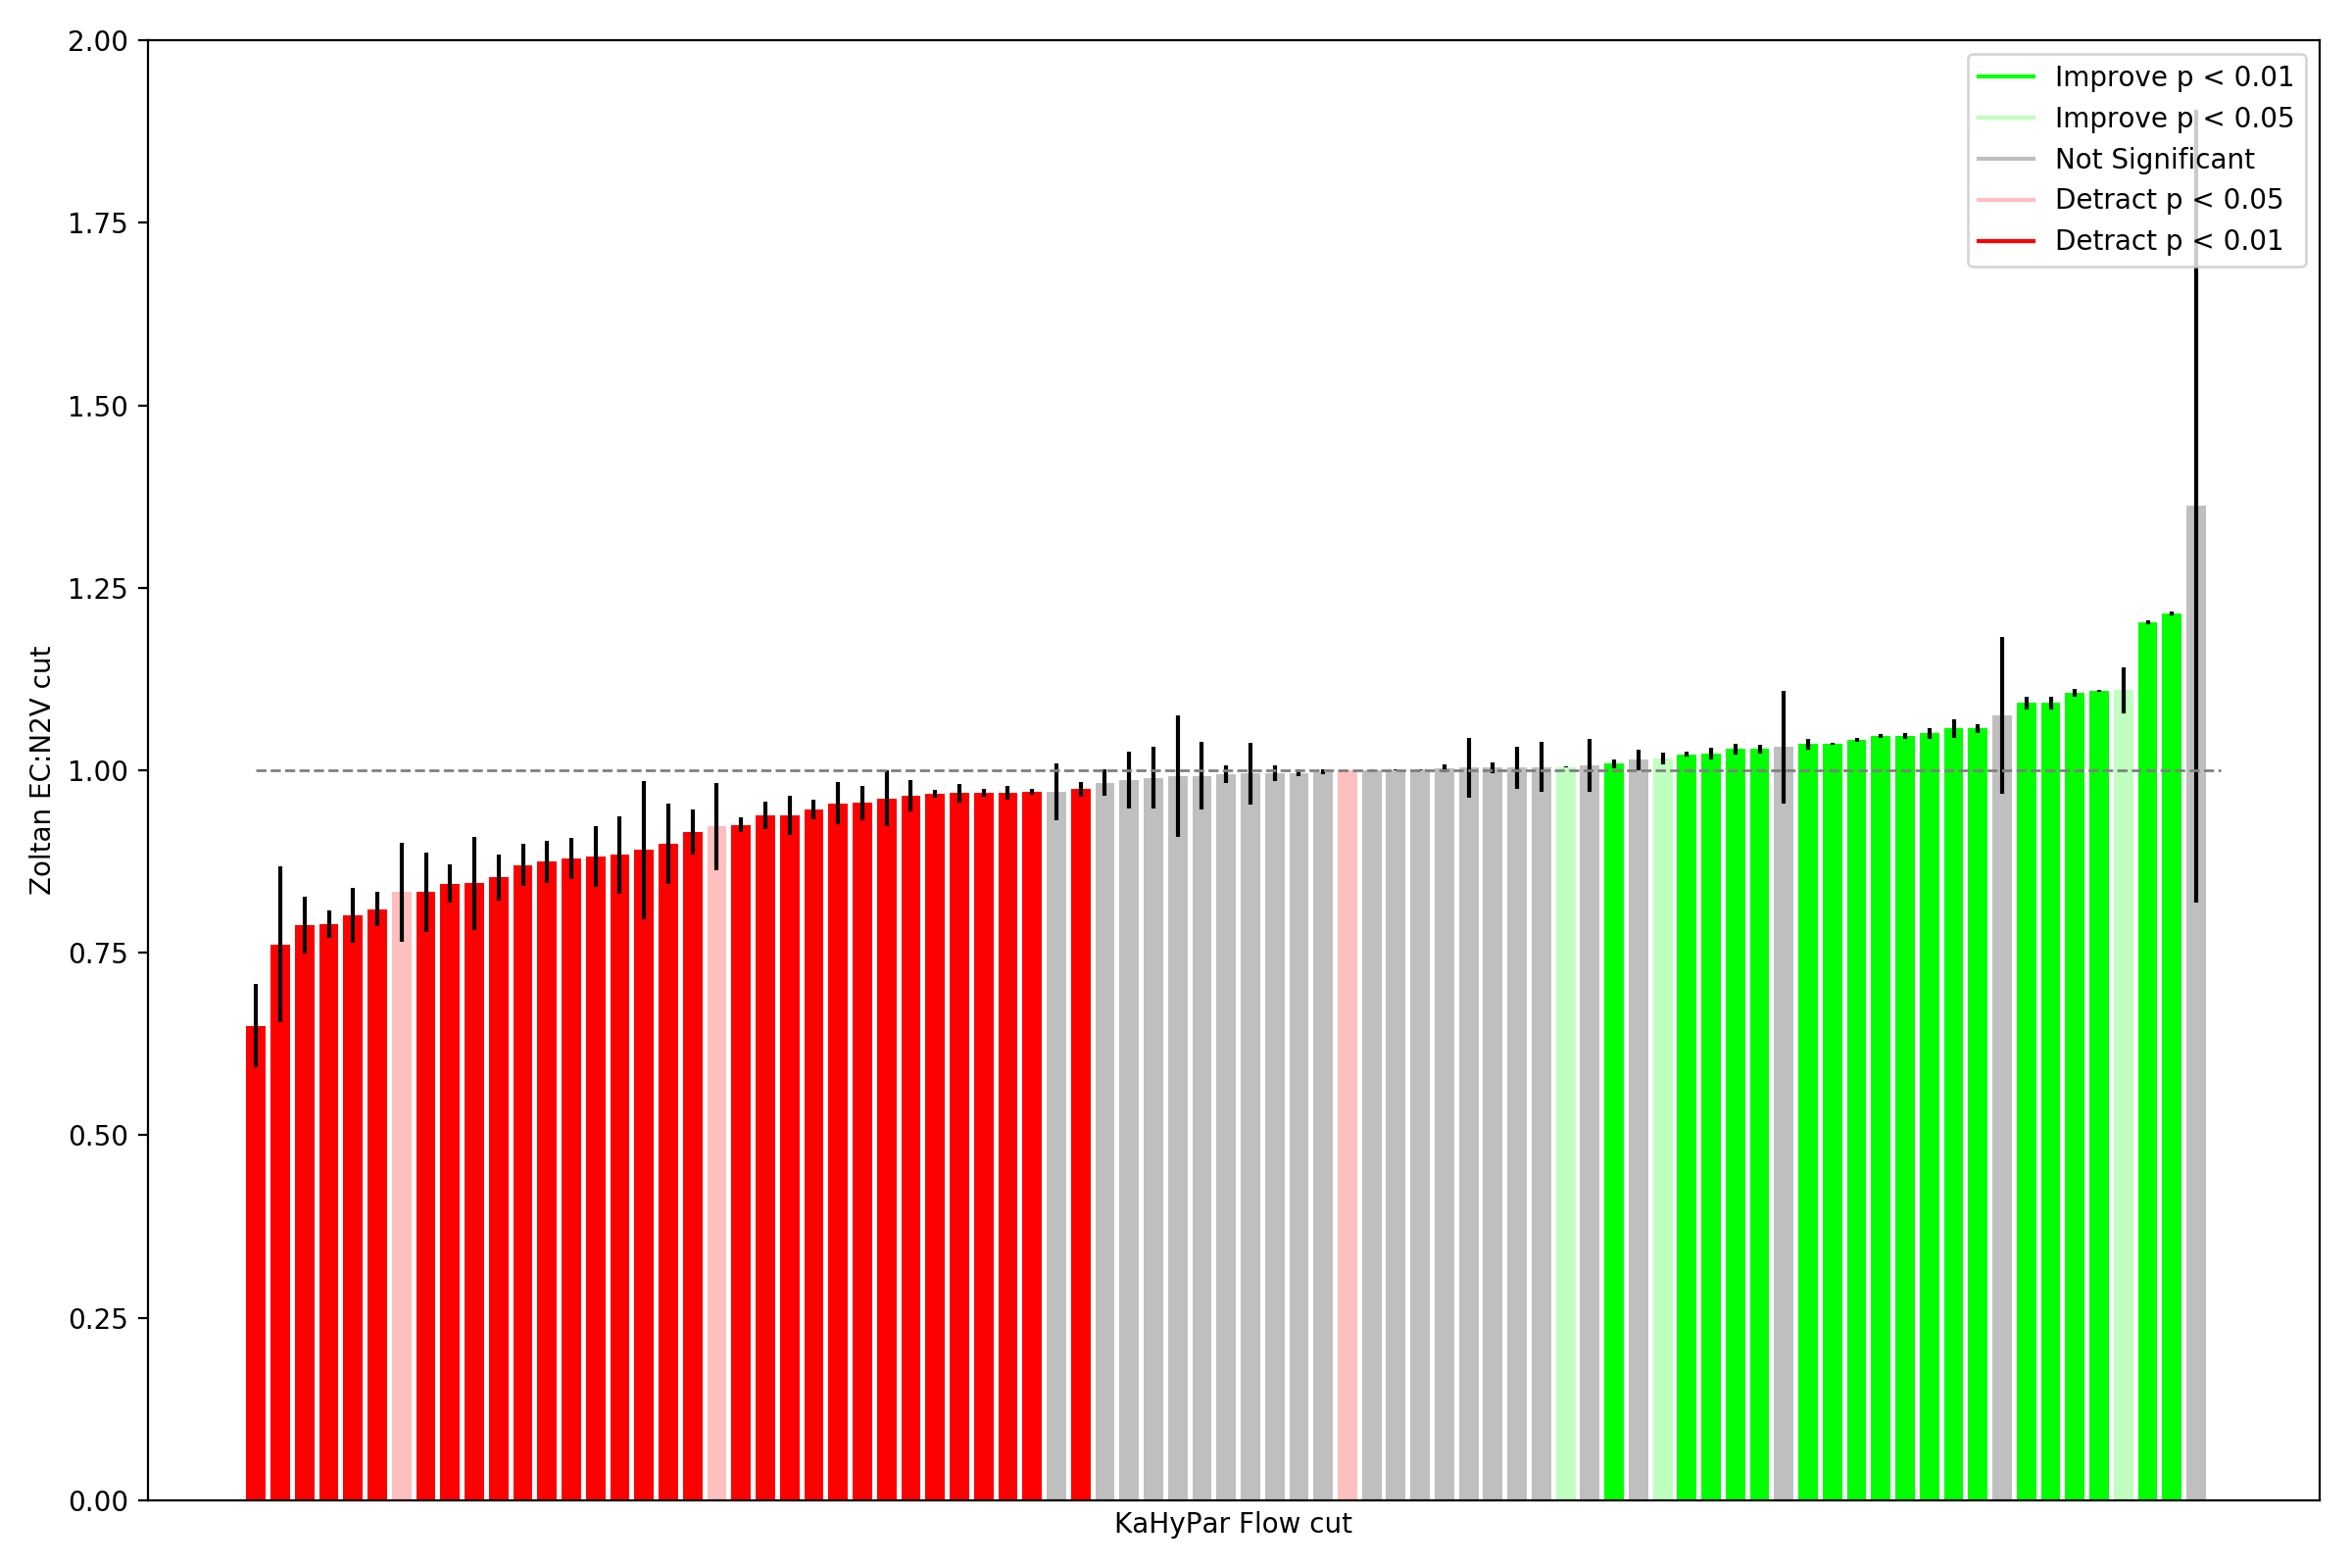 2.00
1.75
1.50
1.25
1.00
0.75
0.50
0.25
0.00
Zoltan EC:N2V cut
KaHyPar Flow cut
Improve p < 0.01
Improve p < 0.05
Not Significant
Detract p < 0.05
Detract p < 0.01